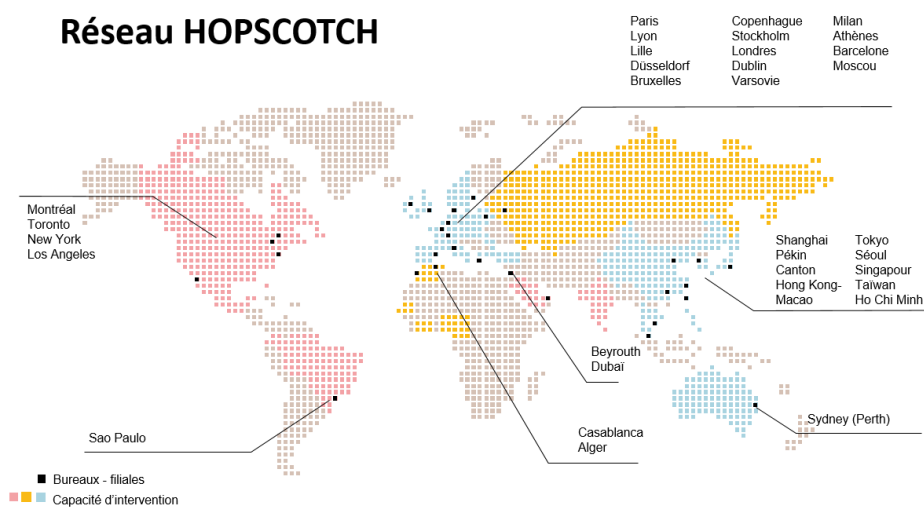 Réseau HOPSCOTCH
Paris
Lyon
Lille
Düsseldorf
Bruxelles
Copenhague
Stockholm
Londres
Dublin
Varsovie
Milan
Athènes
Barcelone
Moscou
Montréal
Toronto
New York
Los Angeles
Shanghai
Pékin
Canton
Hong Kong-
Macao
Tokyo
Séoul
Singapour
Taïwan
Ho Chi Minh
Beyrouth
Dubaï
Casablanca
Alger
Sao Paulo
Sydney (Perth)
Bureaux - filiales
Capacité d'intervention